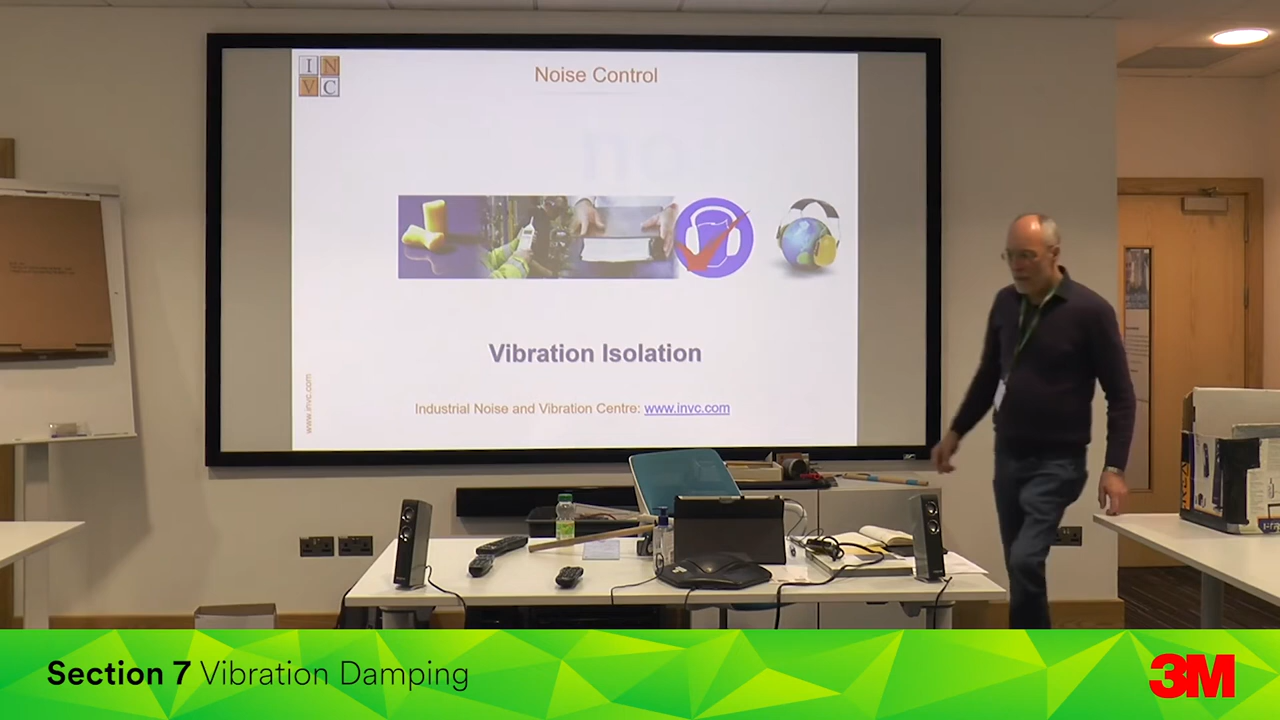 I N
V C
Noise Control
no
Vibration Isolation
Industrial Noise and Vibration Centre: www.invc.com
www.invc.com
Section 7 Vibration Damping
3M